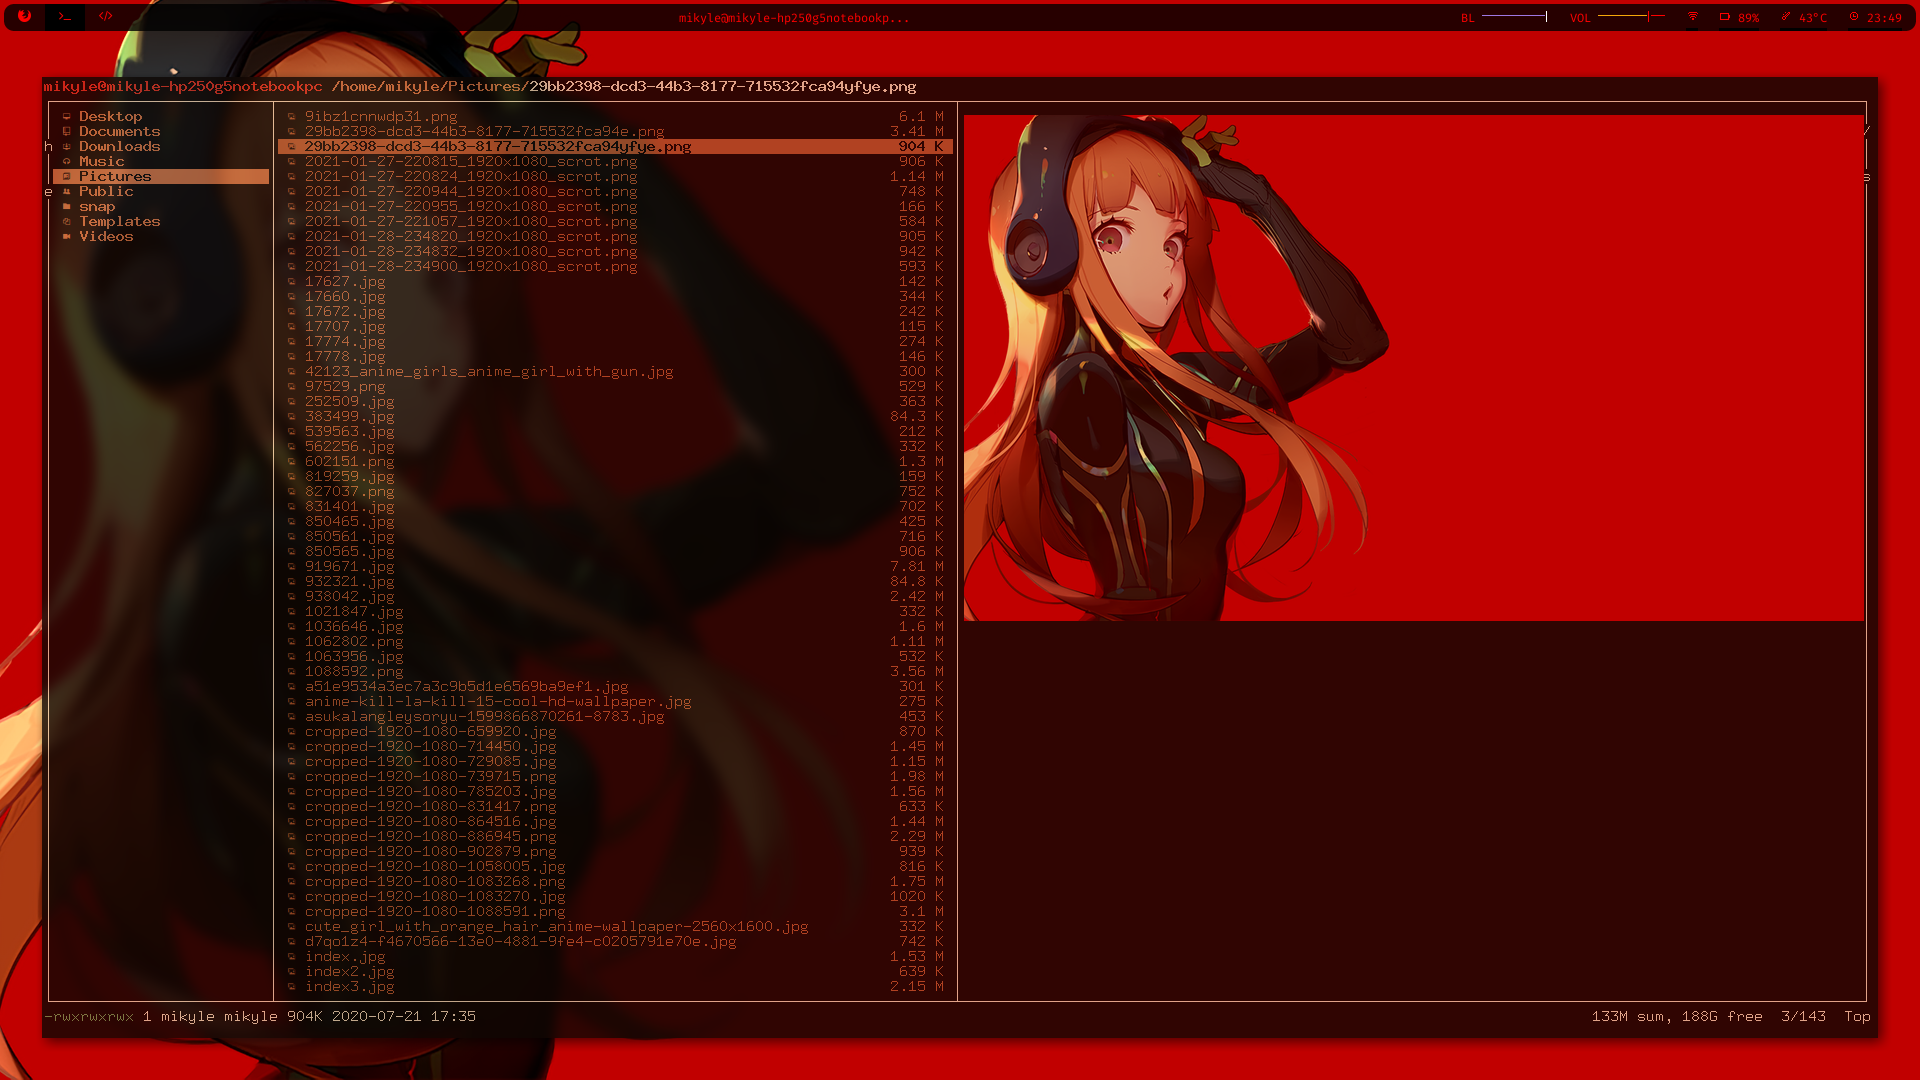 >_ </> mikyle@mikyle-hp250g5notebookp... BL VOL 89% 43°C 23:49
mikyle@mikyle-hp250g5notebookpc /home/mikyle/Pictures/29bb2398-dcd3-44b3-8177-715532fca94yfye.png
Desktop
Documents
h Downloads
Music
Pictures
e Public
snap
Templates
Videos
9ibz1cnnwdp31.png 6.1 M
29bb2398-dcd3-44b3-8177-715532fca94e.png 3.41 M
29bb2398-dcd3-44b3-8177-715532fca94yfye.png 904 K
2021-01-27-220815_1920x1080_scrot.png 906 K
2021-01-27-220824_1920x1080_scrot.png 1.14 M
2021-01-27-220944_1920x1080_scrot.png 748 K
2021-01-27-220955_1920x1080_scrot.png 166 K
2021-01-27-221057_1920x1080_scrot.png 584 K
2021-01-28-234820_1920x1080_scrot.png 905 K
2021-01-28-234832_1920x1080_scrot.png 942 K
2021-01-28-234900_1920x1080_scrot.png 593 K
17627.jpg 142 K
17660.jpg 344 K
17672.jpg 242 K
17707.jpg 115 K
17774.jpg 274 K
17778.jpg 146 K
42123_anime_girls_anime_girl_with_gun.jpg 300 K
97529.png 529 K
252509.jpg 363 K
383499.jpg 84.3 K
539563.jpg 212 K
562256.jpg 332 K
602151.png 1.3 M
819259.jpg 159 K
827037.png 752 K
831401.jpg 702 K
850465.jpg 425 K
850561.jpg 716 K
850565.jpg 906 K
919671.jpg 7.81 M
932321.jpg 84.8 K
938042.jpg 2.42 M
1021847.jpg 332 K
1036646.jpg 1.6 M
1062802.png 1.11 M
1063956.jpg 532 K
1088592.png 3.56 M
a51e9534a3ec7a3c9b5d1e6569ba9ef1.jpg 301 K
anime-kill-la-kill-15-cool-hd-wallpaper.jpg 275 K
asukalangleysoryu-1599866870261-8783.jpg 453 K
cropped-1920-1080-659920.jpg 870 K
cropped-1920-1080-714450.jpg 1.45 M
cropped-1920-1080-729085.jpg 1.15 M
cropped-1920-1080-739715.png 1.98 M
cropped-1920-1080-785203.jpg 1.56 M
cropped-1920-1080-831417.png 633 K
cropped-1920-1080-864516.jpg 1.44 M
cropped-1920-1080-886945.png 2.29 M
cropped-1920-1080-902879.png 939 K
cropped-1920-1080-1058005.jpg 816 K
cropped-1920-1080-1083268.png 1.75 M
cropped-1920-1080-1083270.jpg 1020 K
cropped-1920-1080-1088591.png 3.1 M
cute_girl_with_orange_hair_anime-wallpaper-2560x1600.jpg 332 K
d7qo1z4-f4670566-13e0-4881-9fe4-c0205791e70e.jpg 742 K
index.jpg 1.53 M
index2.jpg 639 K
index3.jpg 2.15 M
/
s
-rwxrwxrwx 1 mikyle mikyle 904K 2020-07-21 17:35 133M sum, 188G free 3/143 Top